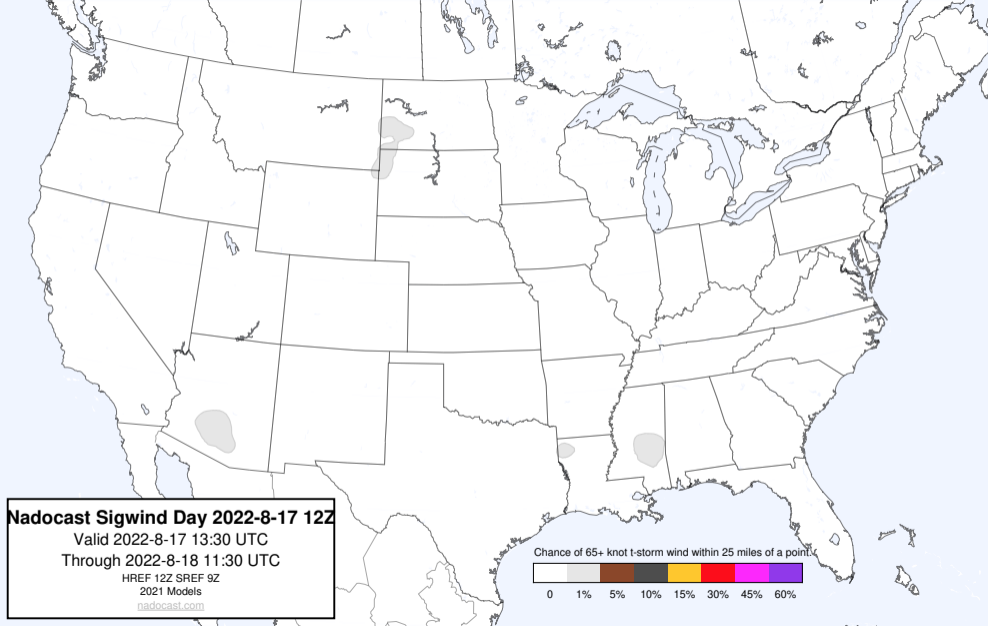 Nadocast Sigwind Day 2022-8-17 12Z
Valid 2022-8-17 13:30 UTC
Through 2022-8-18 11:30 UTC
HREF 12Z SREF 9Z
2021 Models
nadocast.com
Chance of 65+ knot t-storm wind within 25 miles of a point.
0 1% 5% 10% 15% 30% 45% 60%